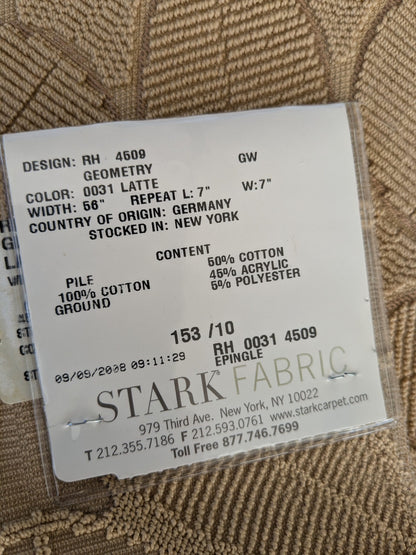 DESIGN: RH 4509 GW
GEOMETRY
COLOR: 0031 LATTE
WIDTH: 56" REPEAT L: 7" W:7"
COUNTRY OF ORIGIN: GERMANY
STOCKED IN: NEW YORK
CONTENT
50% COTTON
PILE 45% ACRYLIC
100% COTTON 5% POLYESTER
GROUND
153 /10
09/09/2008 09:11:29 RH 0031 4509
EPINGLE
STARK® FABRIC
979 Third Ave. New York, NY 10022
T 212.355.7186 F 212.593.0761 www.starkcarpet.com
Toll Free 877.746.7699